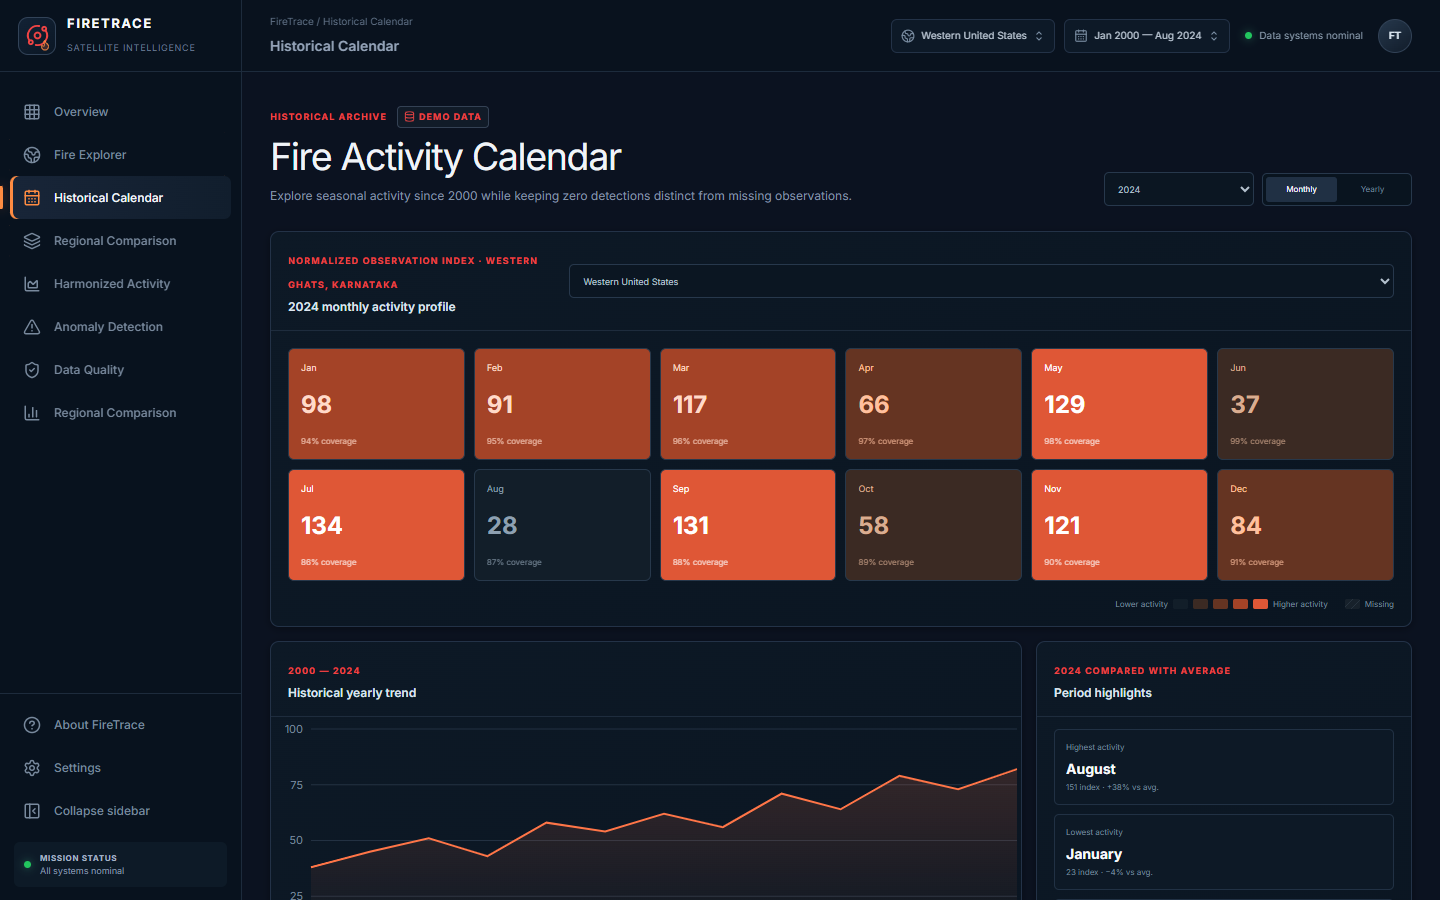 FIRETRACE
SATELLITE INTELLIGENCE
FireTrace / Historical Calendar
Historical Calendar
Western United States
Jan 2000 — Aug 2024
Data systems nominal
FT
Overview
Fire Explorer
Historical Calendar
Regional Comparison
Harmonized Activity
Anomaly Detection
Data Quality
Regional Comparison
About FireTrace
Settings
Collapse sidebar
MISSION STATUS
All systems nominal
HISTORICAL ARCHIVE
DEMO DATA
Fire Activity Calendar
Explore seasonal activity since 2000 while keeping zero detections distinct from missing observations.
2024
Monthly
Yearly
NORMALIZED OBSERVATION INDEX · WESTERN
GHATS, KARNATAKA
2024 monthly activity profile
Western United States
Jan
98
94% coverage
Feb
91
95% coverage
Mar
117
96% coverage
Apr
66
97% coverage
May
129
98% coverage
Jun
37
99% coverage
Jul
134
86% coverage
Aug
28
87% coverage
Sep
131
88% coverage
Oct
58
89% coverage
Nov
121
90% coverage
Dec
84
91% coverage
Lower activity
Higher activity
Missing
2000 — 2024
Historical yearly trend
100
75
50
25
2024 COMPARED WITH AVERAGE
Period highlights
Highest activity
August
151 index · +38% vs avg.
Lowest activity
January
23 index · −4% vs avg.